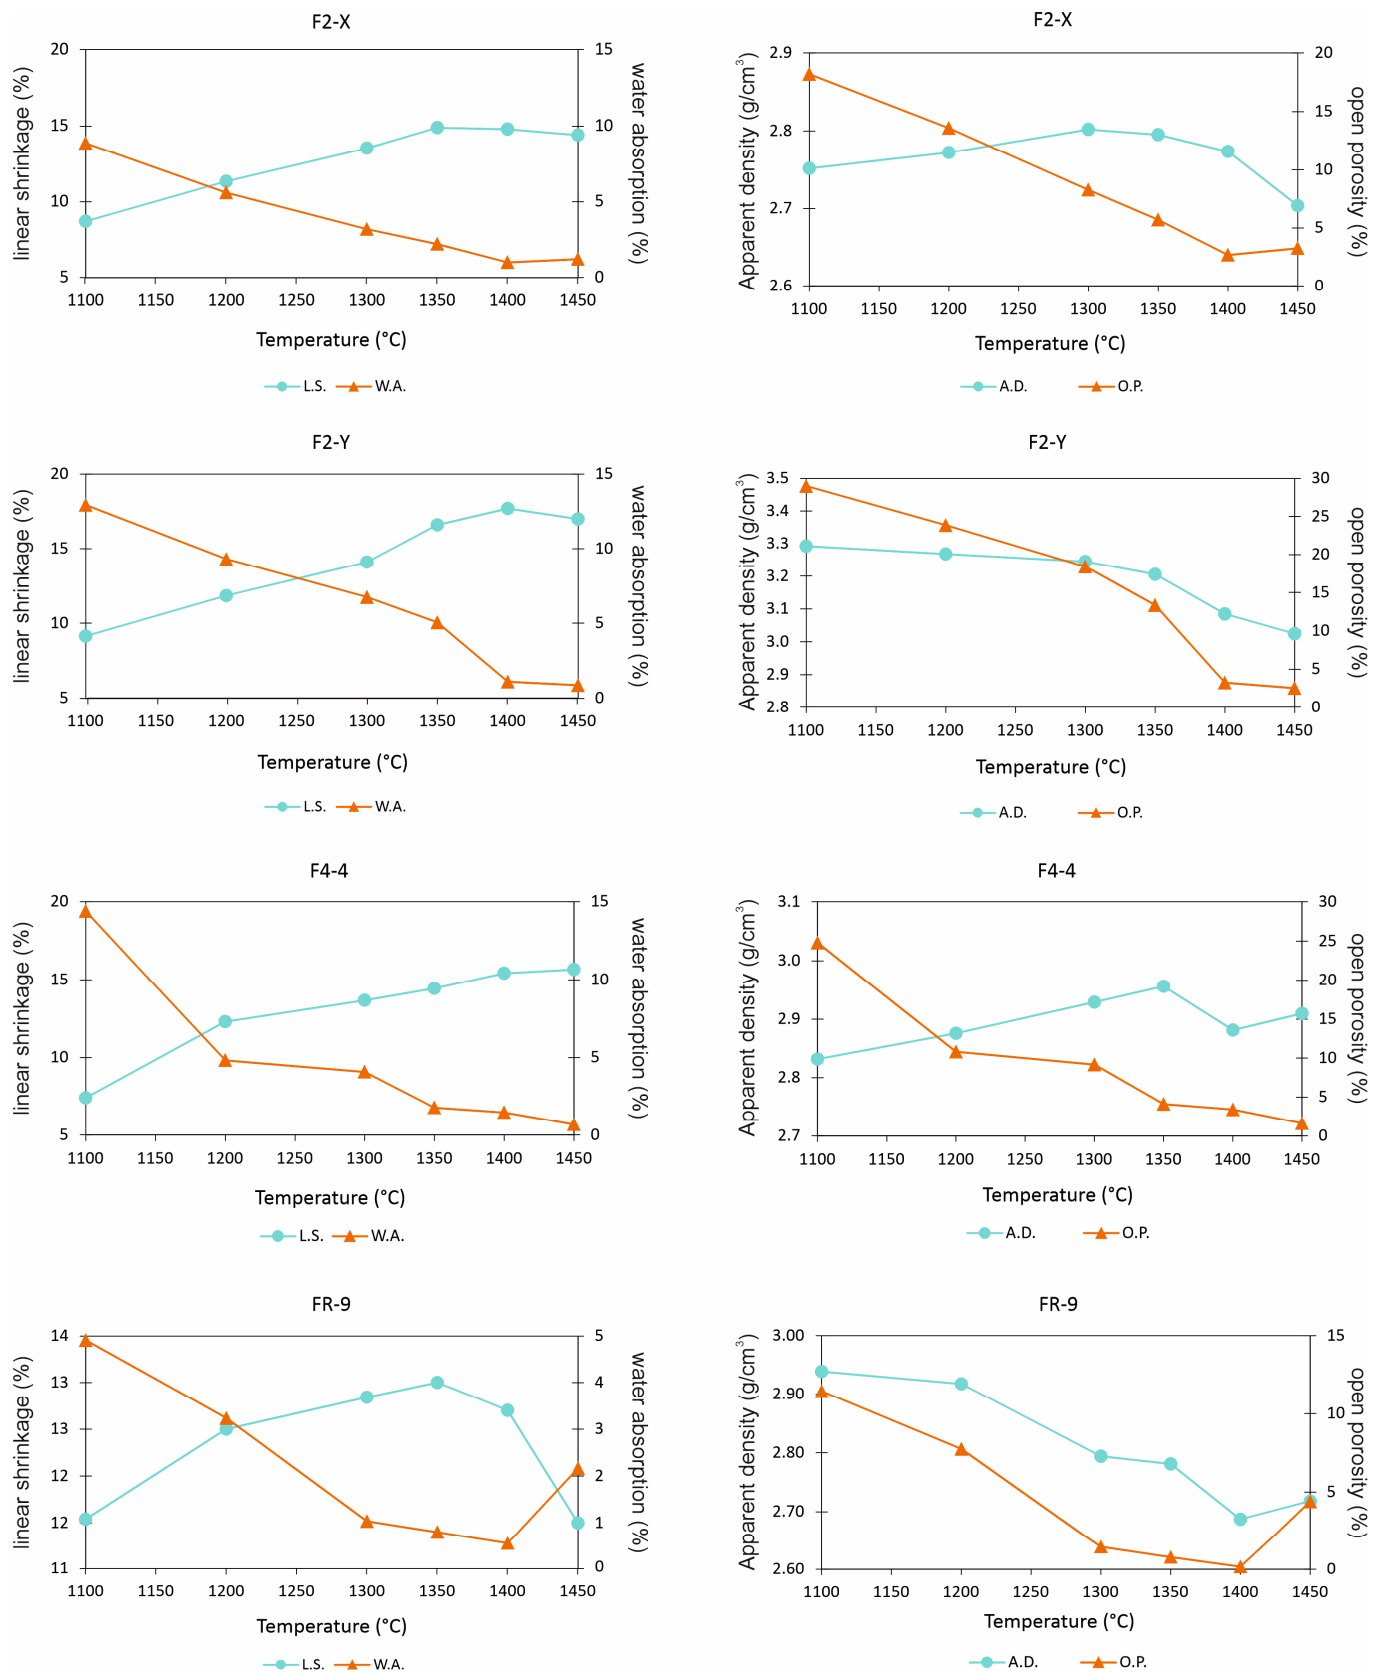 F2-X
20
15
10
5
15
10
5
0
linear shrinkage (%)
water absorption (%)
1100 1150 1200 1250 1300 1350 1400 1450
Temperature (°C)
L.S. W.A.
F2-X
2.9
2.8
2.7
2.6
20
15
10
5
0
Apparent density (g/cm³)
open porosity (%)
1100 1150 1200 1250 1300 1350 1400 1450
Temperature (°C)
A.D. O.P.
F2-Y
20
15
10
5
15
10
5
0
linear shrinkage (%)
water absorption (%)
1100 1150 1200 1250 1300 1350 1400 1450
Temperature (°C)
L.S. W.A.
F2-Y
3.5
3.4
3.3
3.2
3.1
3.0
2.9
2.8
30
25
20
15
10
5
0
Apparent density (g/cm³)
open porosity (%)
1100 1150 1200 1250 1300 1350 1400 1450
Temperature (°C)
A.D. O.P.
F4-4
20
15
10
5
15
10
5
0
linear shrinkage (%)
water absorption (%)
1100 1150 1200 1250 1300 1350 1400 1450
Temperature (°C)
L.S. W.A.
F4-4
3.1
3.0
2.9
2.8
2.7
30
25
20
15
10
5
0
Apparent density (g/cm³)
open porosity (%)
1100 1150 1200 1250 1300 1350 1400 1450
Temperature (°C)
A.D. O.P.
FR-9
14
13
13
12
12
11
5
4
3
2
1
0
linear shrinkage (%)
water absorption (%)
1100 1150 1200 1250 1300 1350 1400 1450
Temperature (°C)
L.S. W.A.
FR-9
3.00
2.90
2.80
2.70
2.60
15
10
5
0
Apparent density (g/cm³)
open porosity (%)
1100 1150 1200 1250 1300 1350 1400 1450
Temperature (°C)
A.D. O.P.